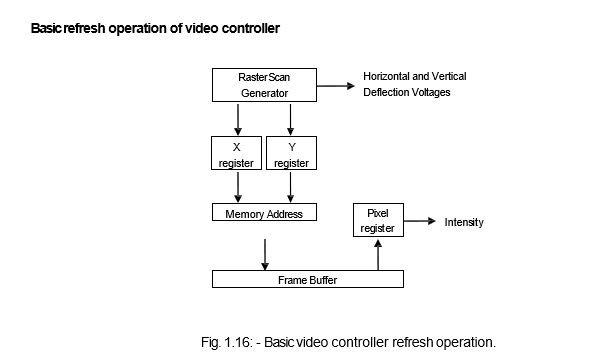 Basic refresh operation of video controller
Raster Scan
Generator
Horizontal and Vertical
Deflection Voltages
X
register
Y
register
Memory Address
Pixel
register
Intensity
Frame Buffer
Fig. 1.16: - Basic video controller refresh operation.